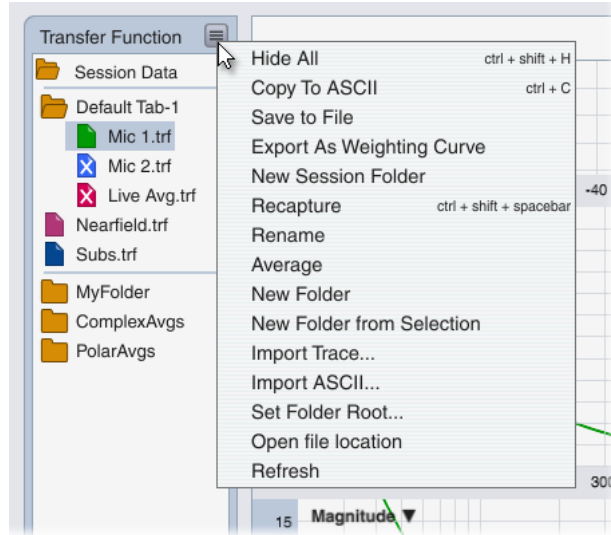 Transfer Function
Session Data
Default Tab-1
Mic 1.trf
Mic 2.trf
Live Avg.trf
Nearfield.trf
Subs.trf
MyFolder
ComplexAvgs
PolarAvgs
Hide All ctrl + shift + H
Copy To ASCII ctrl + C
Save to File
Export As Weighting Curve
New Session Folder
Recapture ctrl + shift + spacebar
Rename
Average
New Folder
New Folder from Selection
Import Trace...
Import ASCII...
Set Folder Root...
Open file location
Refresh
-40
300
15 Magnitude ▼